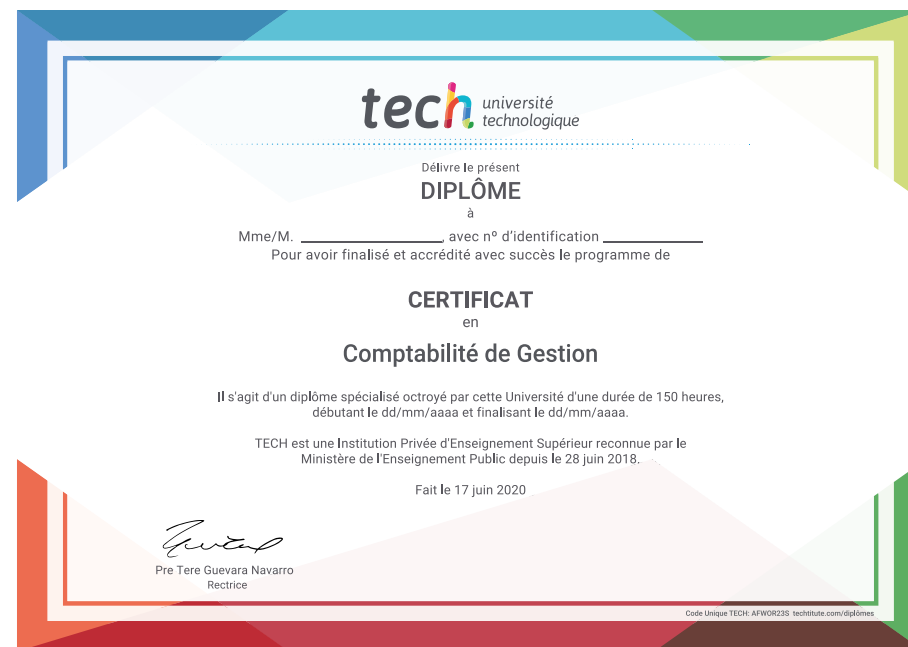 tech université
technologique
Délivre le présent
DIPLÔME
à
Mme/M. ____________________, avec nº d'identification ______________
Pour avoir finalisé et accrédité avec succès le programme de
CERTIFICAT
en
Comptabilité de Gestion
Il s'agit d'un diplôme spécialisé octroyé par cette Université d'une durée de 150 heures,
débutant le dd/mm/aaaa et finalisant le dd/mm/aaaa.
TECH est une Institution Privée d'Enseignement Supérieur reconnue par le
Ministère de l'Enseignement Public depuis le 28 juin 2018.
Fait le 17 juin 2020
Pre Tere Guevara Navarro
Rectrice
Code Unique TECH: AFWOR23S techtitute.com/diplômes